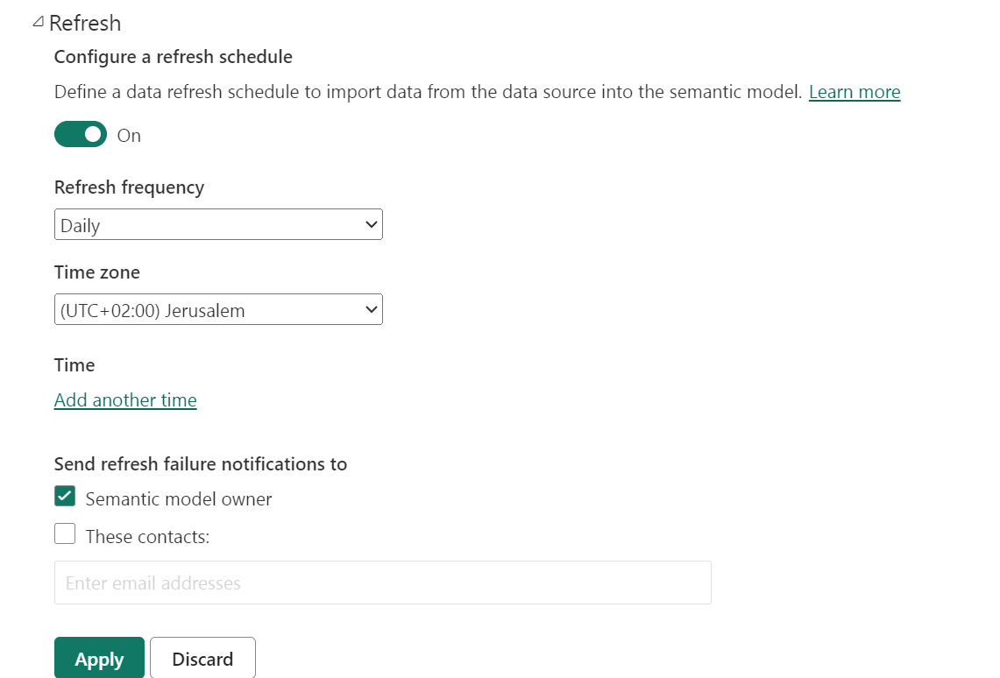 Refresh
Configure a refresh schedule
Define a data refresh schedule to import data from the data source into the semantic model. Learn more
On
Refresh frequency
Daily
Time zone
(UTC+02:00) Jerusalem
Time
Add another time
Send refresh failure notifications to
Semantic model owner
These contacts:
Enter email addresses
Apply Discard